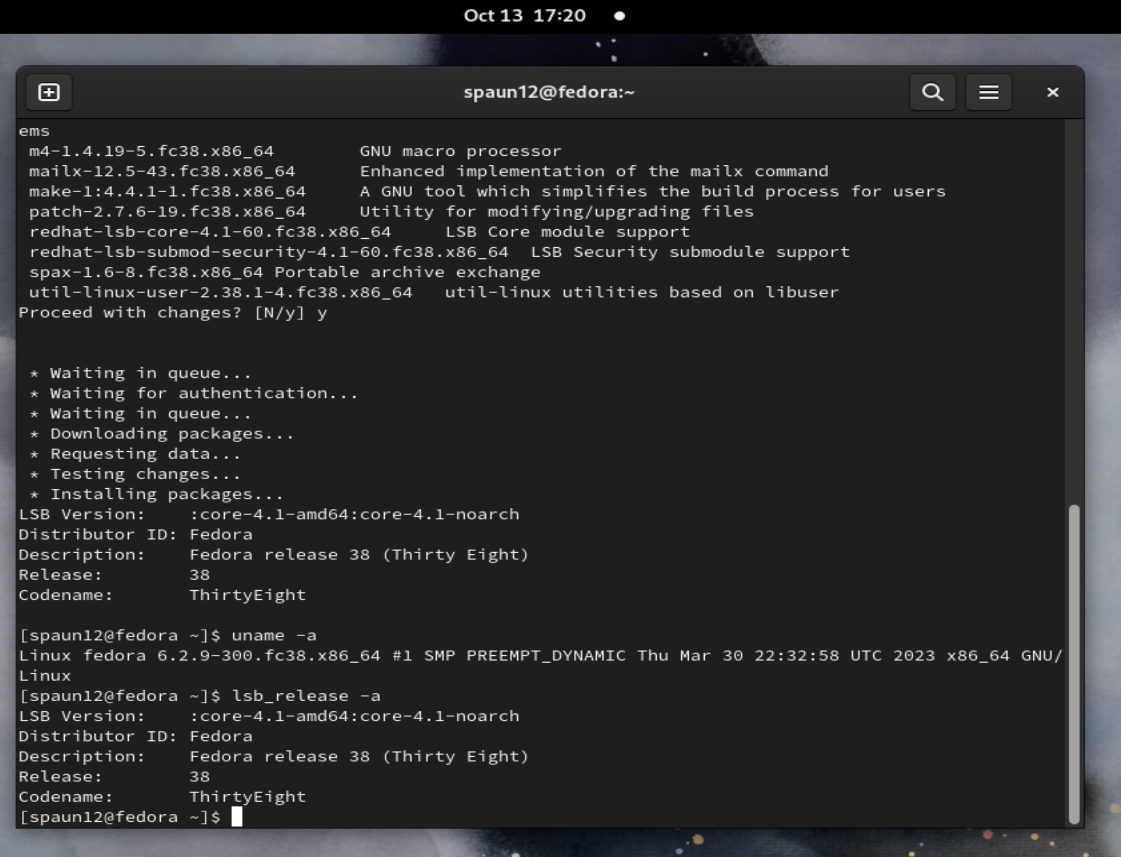 Oct 13 17:20
spaun12@fedora:~
ems
m4-1.4.19-5.fc38.x86_64 GNU macro processor
mailx-12.5-43.fc38.x86_64 Enhanced implementation of the mailx command
make-1:4.4.1-1.fc38.x86_64 A GNU tool which simplifies the build process for users
patch-2.7.6-19.fc38.x86_64 Utility for modifying/upgrading files
redhat-lsb-core-4.1-60.fc38.x86_64 LSB Core module support
redhat-lsb-submod-security-4.1-60.fc38.x86_64 LSB Security submodule support
spax-1.6-8.fc38.x86_64 Portable archive exchange
util-linux-user-2.38.1-4.fc38.x86_64 util-linux utilities based on libuser
Proceed with changes? [N/y] y
* Waiting in queue...
* Waiting for authentication...
* Waiting in queue...
* Downloading packages...
* Requesting data...
* Testing changes...
* Installing packages...
LSB Version: :core-4.1-amd64:core-4.1-noarch
Distributor ID: Fedora
Description: Fedora release 38 (Thirty Eight)
Release: 38
Codename: ThirtyEight
[spaun12@fedora ~]$ uname -a
Linux fedora 6.2.9-300.fc38.x86_64 #1 SMP PREEMPT_DYNAMIC Thu Mar 30 22:32:58 UTC 2023 x86_64 GNU/
Linux
[spaun12@fedora ~]$ lsb_release -a
LSB Version: :core-4.1-amd64:core-4.1-noarch
Distributor ID: Fedora
Description: Fedora release 38 (Thirty Eight)
Release: 38
Codename: ThirtyEight
[spaun12@fedora ~]$